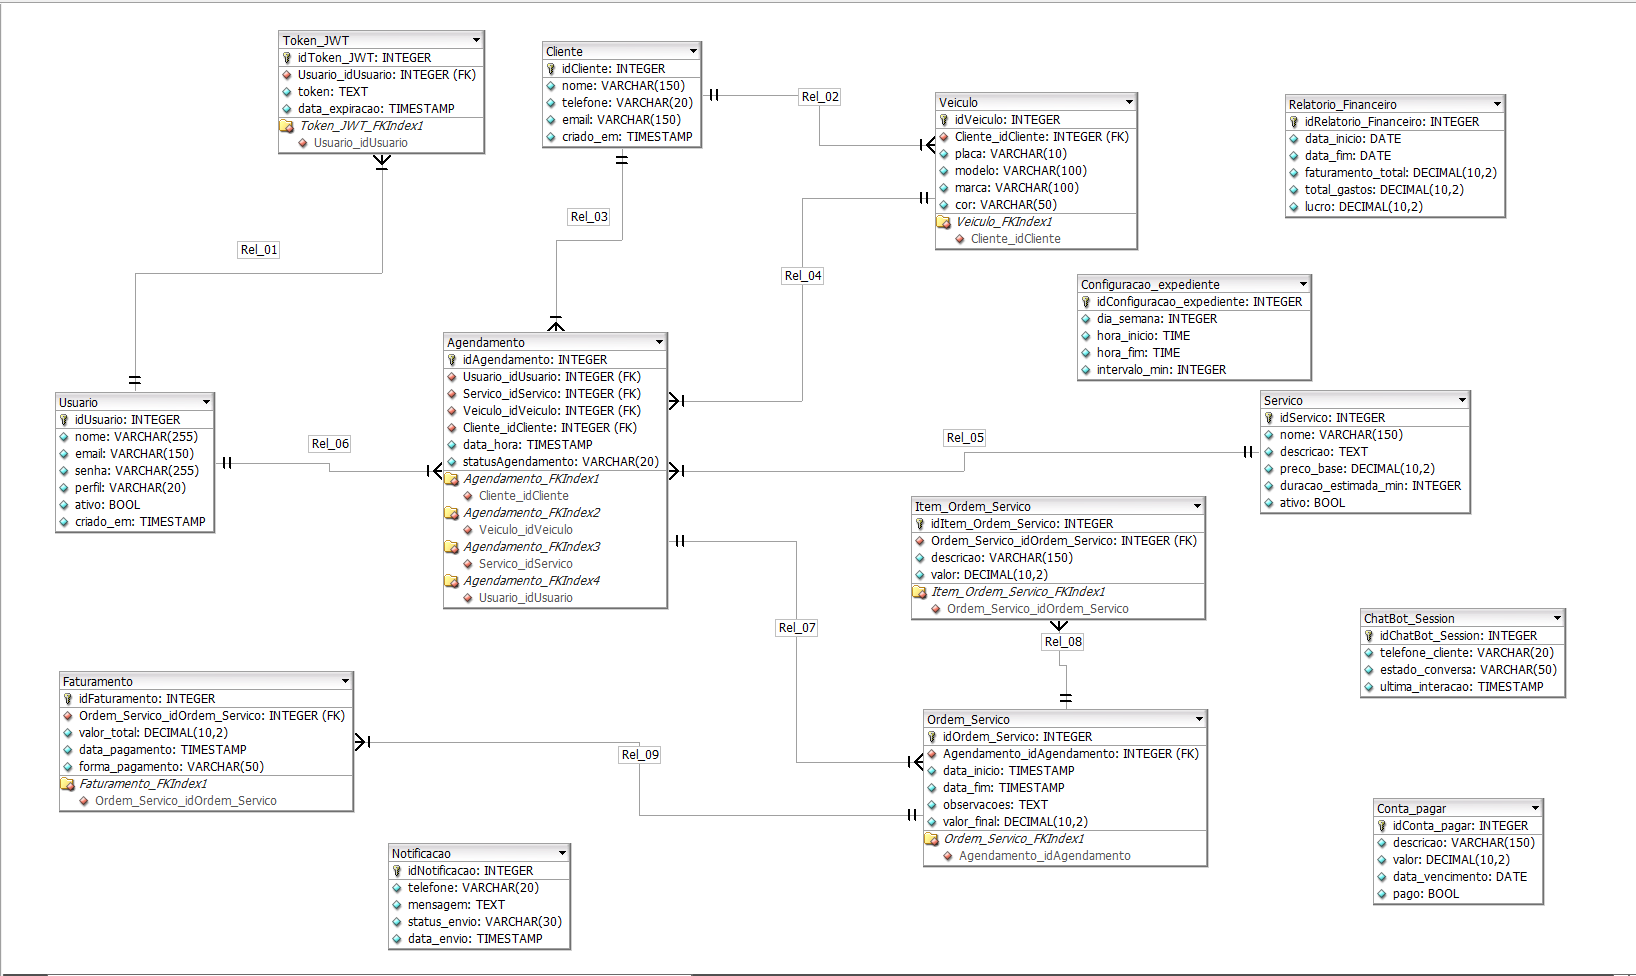 Token_JWT
idToken_JWT: INTEGER
Usuario_idUsuario: INTEGER (FK)
token: TEXT
data_expiracao: TIMESTAMP
Token_JWT_FKIndex1
Usuario_idUsuario
Cliente
idCliente: INTEGER
nome: VARCHAR(150)
telefone: VARCHAR(20)
email: VARCHAR(150)
criado_em: TIMESTAMP
Rel_02
Veiculo
idVeiculo: INTEGER
Cliente_idCliente: INTEGER (FK)
placa: VARCHAR(10)
modelo: VARCHAR(100)
marca: VARCHAR(100)
cor: VARCHAR(50)
Veiculo_FKIndex1
Cliente_idCliente
Relatorio_Financeiro
idRelatorio_Financeiro: INTEGER
data_inicio: DATE
data_fim: DATE
faturamento_total: DECIMAL(10,2)
total_gastos: DECIMAL(10,2)
lucro: DECIMAL(10,2)
Rel_03
Rel_01
Rel_04
Configuracao_expediente
idConfiguracao_expediente: INTEGER
dia_semana: INTEGER
hora_inicio: TIME
hora_fim: TIME
intervalo_min: INTEGER
Agendamento
idAgendamento: INTEGER
Usuario_idUsuario: INTEGER (FK)
Servico_idServico: INTEGER (FK)
Veiculo_idVeiculo: INTEGER (FK)
Cliente_idCliente: INTEGER (FK)
data_hora: TIMESTAMP
statusAgendamento: VARCHAR(20)
Agendamento_FKIndex1
Cliente_idCliente
Agendamento_FKIndex2
Veiculo_idVeiculo
Agendamento_FKIndex3
Servico_idServico
Agendamento_FKIndex4
Usuario_idUsuario
Usuario
idUsuario: INTEGER
nome: VARCHAR(255)
email: VARCHAR(150)
senha: VARCHAR(255)
perfil: VARCHAR(20)
ativo: BOOL
criado_em: TIMESTAMP
Rel_06
Rel_05
Servico
idServico: INTEGER
nome: VARCHAR(150)
descricao: TEXT
preco_base: DECIMAL(10,2)
duracao_estimada_min: INTEGER
ativo: BOOL
Item_Ordem_Servico
idItem_Ordem_Servico: INTEGER
Ordem_Servico_idOrdem_Servico: INTEGER (FK)
descricao: VARCHAR(150)
valor: DECIMAL(10,2)
Item_Ordem_Servico_FKIndex1
Ordem_Servico_idOrdem_Servico
Rel_07
Rel_08
ChatBot_Session
idChatBot_Session: INTEGER
telefone_cliente: VARCHAR(20)
estado_conversa: VARCHAR(50)
ultima_interacao: TIMESTAMP
Faturamento
idFaturamento: INTEGER
Ordem_Servico_idOrdem_Servico: INTEGER (FK)
valor_total: DECIMAL(10,2)
data_pagamento: TIMESTAMP
forma_pagamento: VARCHAR(50)
Faturamento_FKIndex1
Ordem_Servico_idOrdem_Servico
Rel_09
Ordem_Servico
idOrdem_Servico: INTEGER
Agendamento_idAgendamento: INTEGER (FK)
data_inicio: TIMESTAMP
data_fim: TIMESTAMP
observacoes: TEXT
valor_final: DECIMAL(10,2)
Ordem_Servico_FKIndex1
Agendamento_idAgendamento
Conta_pagar
idConta_pagar: INTEGER
descricao: VARCHAR(150)
valor: DECIMAL(10,2)
data_vencimento: DATE
pago: BOOL
Notificacao
idNotificacao: INTEGER
telefone: VARCHAR(20)
mensagem: TEXT
status_envio: VARCHAR(30)
data_envio: TIMESTAMP